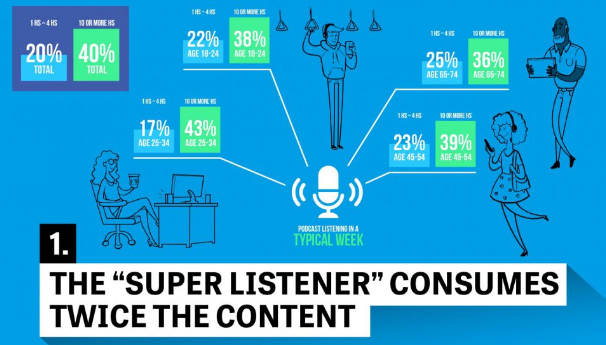 1 HS - 4 HS
10 OR MORE HS
20%
TOTAL
40%
TOTAL
1 HS - 4 HS
10 OR MORE HS
22%
AGE 18-24
38%
AGE 18-24
1 HS - 4 HS
10 OR MORE HS
25%
AGE 65-74
36%
AGE 65-74
1 HS - 4 HS
10 OR MORE HS
17%
AGE 25-34
43%
AGE 25-34
1 HS - 4 HS
10 OR MORE HS
23%
AGE 45-54
39%
AGE 45-54
PODCAST LISTENING IN A
TYPICAL WEEK
1.
THE “SUPER LISTENER” CONSUMES
TWICE THE CONTENT